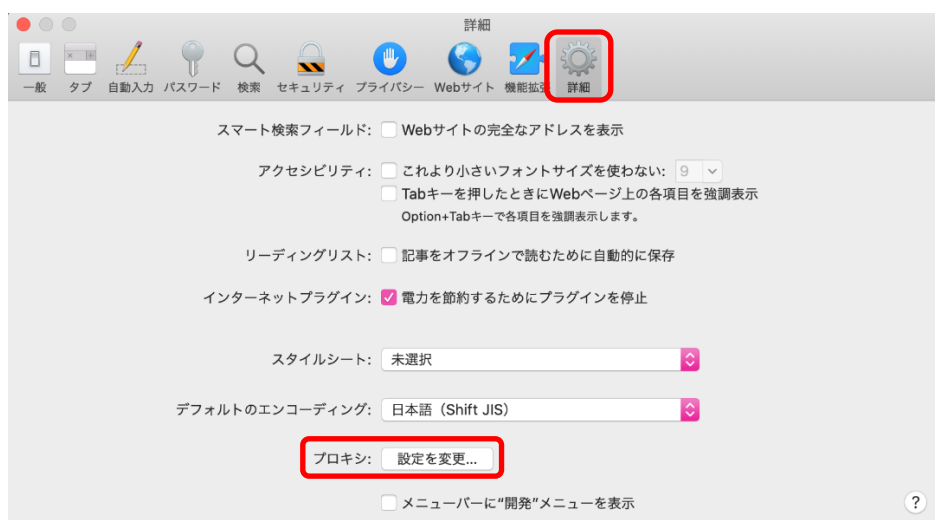 詳細
一般 タブ 自動入力 パスワード 検索 セキュリティ プライバシー Webサイト 機能拡張 詳細
スマート検索フィールド: Webサイトの完全なアドレスを表示
アクセシビリティ: これより小さいフォントサイズを使わない: 9
Tabキーを押したときにWebページ上の各項目を強調表示
Option+Tabキーで各項目を強調表示します。
リーディングリスト: 記事をオフラインで読むために自動的に保存
インターネットプラグイン: 電力を節約するためにプラグインを停止
スタイルシート: 未選択
デフォルトのエンコーディング: 日本語（Shift JIS）
プロキシ: 設定を変更...
メニューバーに“開発”メニューを表示 ?